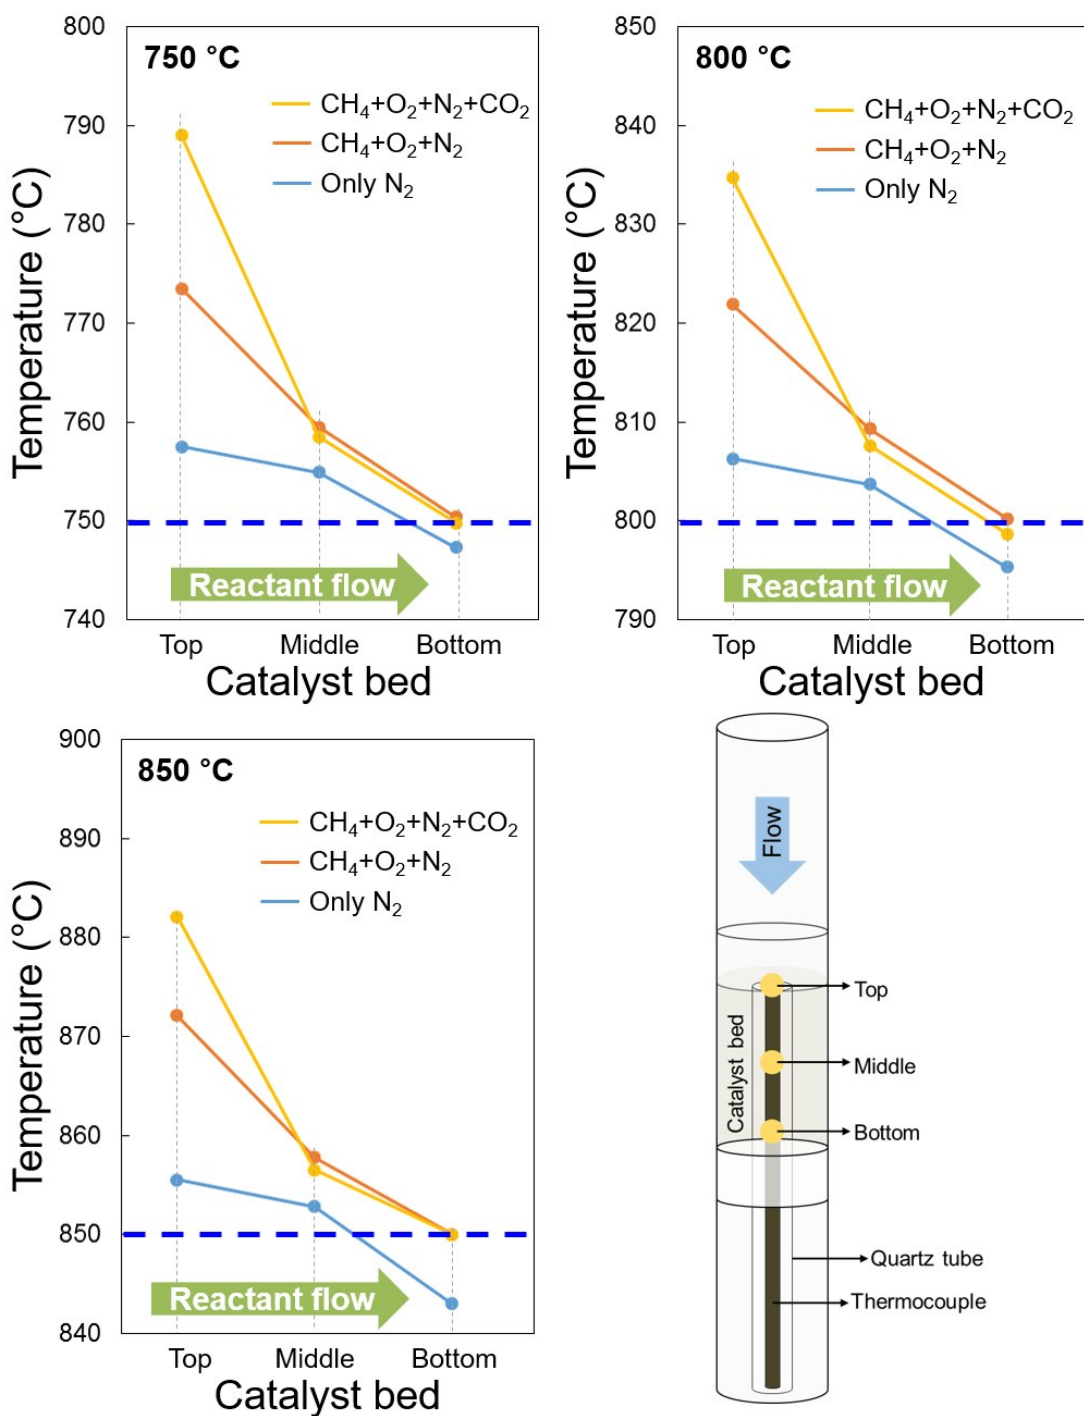 750 °C
CH₄+O₂+N₂+CO₂
CH₄+O₂+N₂
Only N₂
Temperature (°C)
800
790
780
770
760
750
740
Reactant flow
Top Middle Bottom
Catalyst bed
800 °C
CH₄+O₂+N₂+CO₂
CH₄+O₂+N₂
Only N₂
Temperature (°C)
850
840
830
820
810
800
790
Reactant flow
Top Middle Bottom
Catalyst bed
850 °C
CH₄+O₂+N₂+CO₂
CH₄+O₂+N₂
Only N₂
Temperature (°C)
900
890
880
870
860
850
840
Reactant flow
Top Middle Bottom
Catalyst bed
Flow
Catalyst bed
Top
Middle
Bottom
Quartz tube
Thermocouple